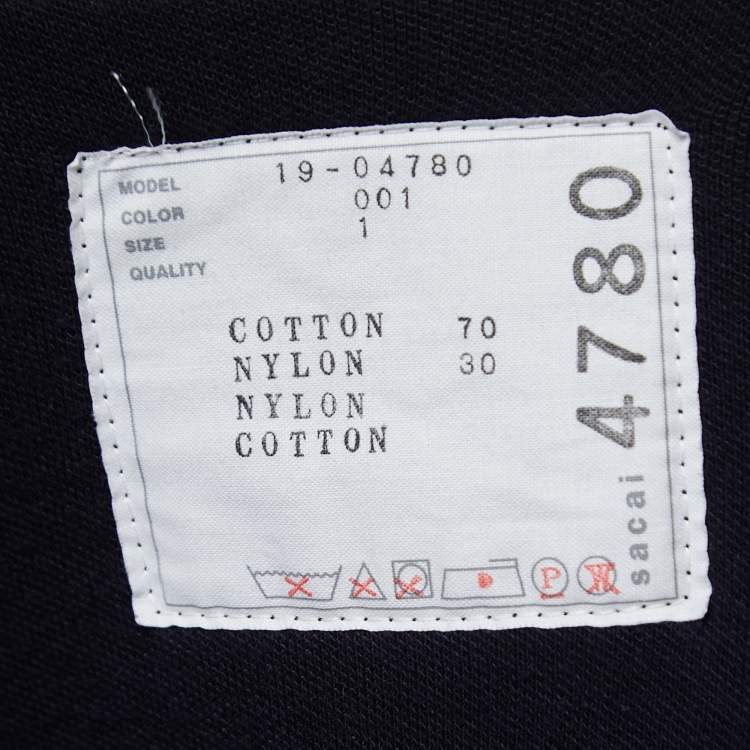 MODEL 19-04780
COLOR 001
SIZE 1
QUALITY
COTTON 70
NYLON 30
NYLON
COTTON
P
W
sacai 4780